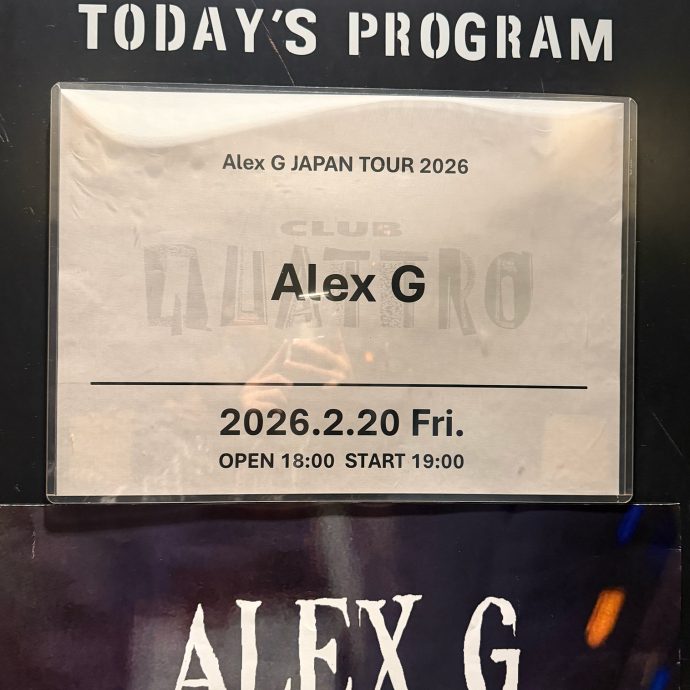 TODAY'S PROGRAM
Alex G JAPAN TOUR 2026
CLUB
QUATTRO
Alex G
2026.2.20 Fri.
OPEN 18:00 START 19:00
ALEX G